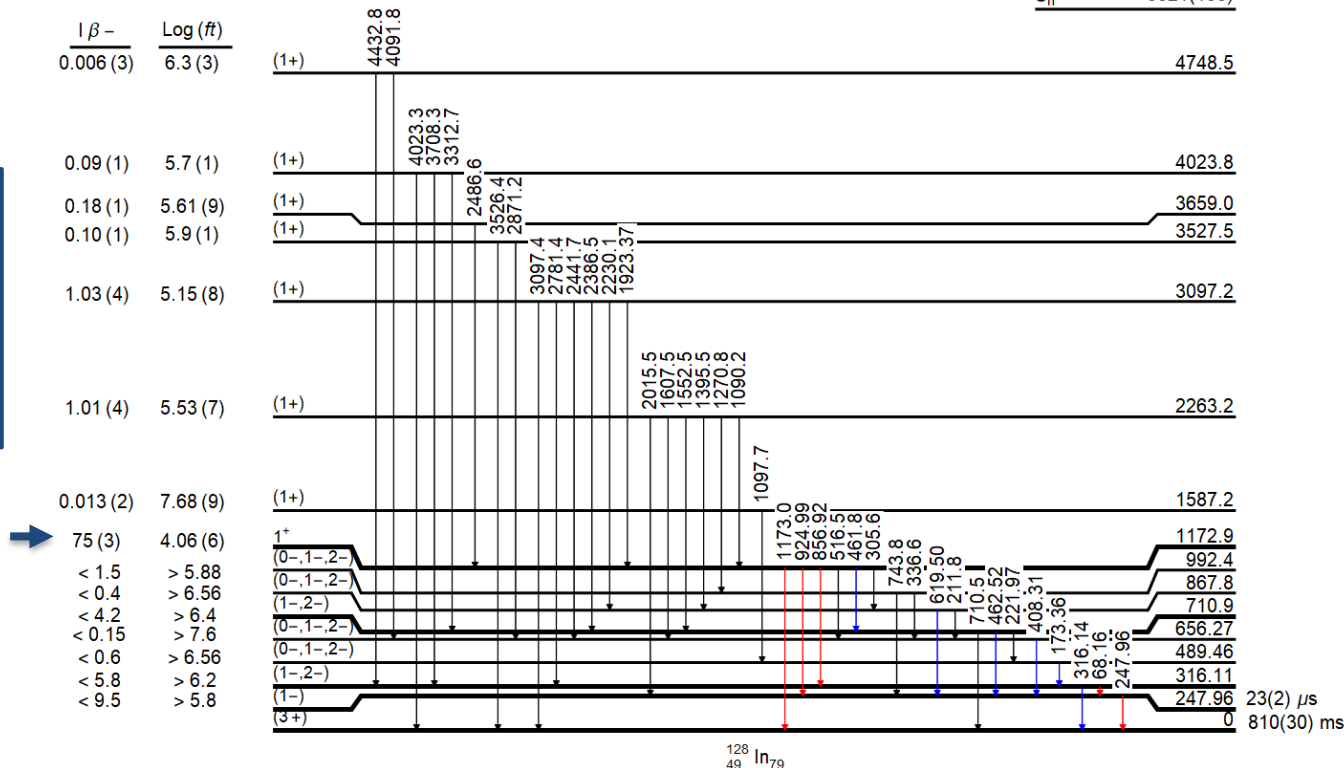 I β − Log (ft)
0.006 (3) 6.3 (3) (1+) 4432.8 4091.8 4748.5
0.09 (1) 5.7 (1) (1+) 4023.3 3708.3 3312.7 4023.8
0.18 (1) 5.61 (9) (1+) 2486.6 3659.0
0.10 (1) 5.9 (1) (1+) 3526.4 2871.2 3527.5
1.03 (4) 5.15 (8) (1+) 3097.4 2781.4 2441.7 2386.5 2230.1 1923.37 3097.2
1.01 (4) 5.53 (7) (1+) 2015.5 1607.5 1552.5 1395.5 1270.8 1090.2 2263.2
0.013 (2) 7.68 (9) (1+) 1097.7 1587.2
75 (3) 4.06 (6) 1+ 1173.0 924.99 856.92 516.5 461.8 305.6 1172.9
< 1.5 > 5.88 (0−,1−,2−) 743.8 336.6 992.4
< 0.4 > 6.56 (0−,1−,2−) 619.50 211.8 867.8
< 4.2 > 6.4 (1−,2−) 710.5 462.52 221.97 710.9
< 0.15 > 7.6 (0−,1−,2−) 408.31 656.27
< 0.6 > 6.56 (0−,1−,2−) 173.36 489.46
< 5.8 > 6.2 (1−,2−) 316.14 68.16 316.11
< 9.5 > 5.8 (1−) 247.96 247.96 23(2) μs
(3+) 0 810(30) ms
128 49 In 79